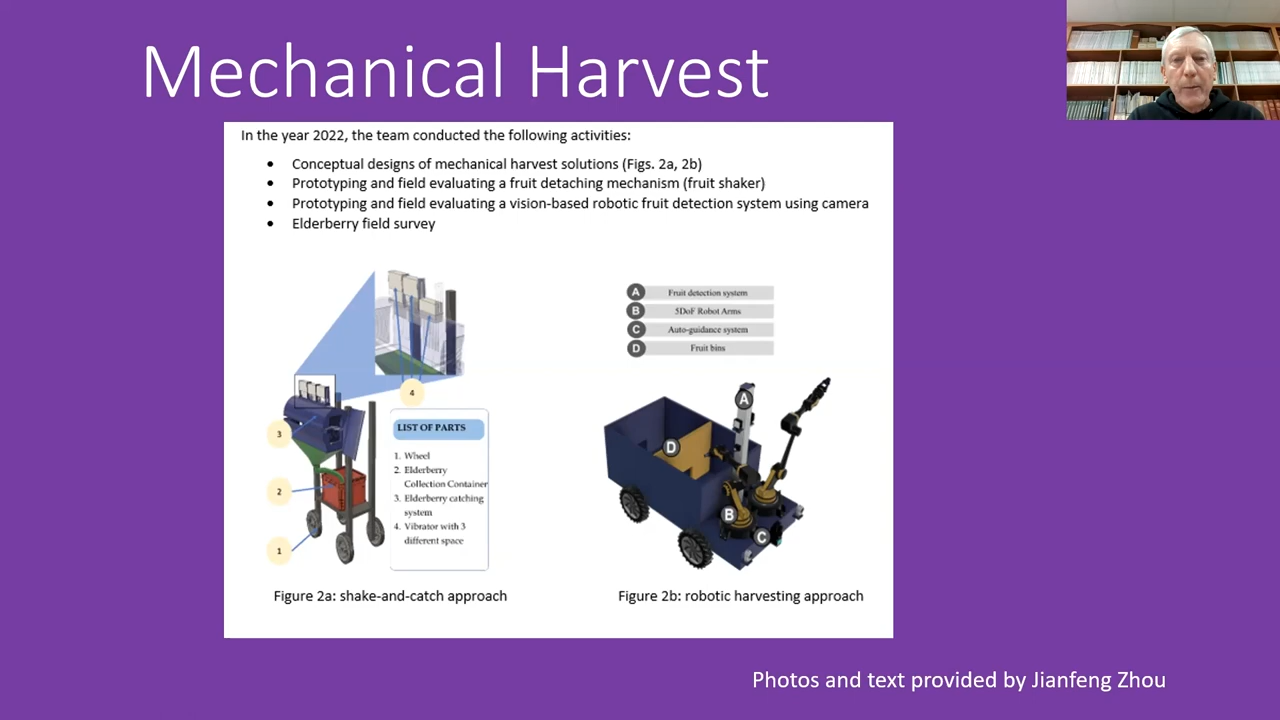 Mechanical Harvest
In the year 2022, the team conducted the following activities:
• Conceptual designs of mechanical harvest solutions (Figs. 2a, 2b)
• Prototyping and field evaluating a fruit detaching mechanism (fruit shaker)
• Prototyping and field evaluating a vision-based robotic fruit detection system using camera
• Elderberry field survey
4
3
2
1
LIST OF PARTS
1. Wheel
2. Elderberry
Collection Container
3. Elderberry catching
system
4. Vibrator with 3
different space
Figure 2a: shake-and-catch approach
A Fruit detection system
B 5DoF Robot Arms
C Auto-guidance system
D Fruit bins
A
D
B
C
Figure 2b: robotic harvesting approach
Photos and text provided by Jianfeng Zhou